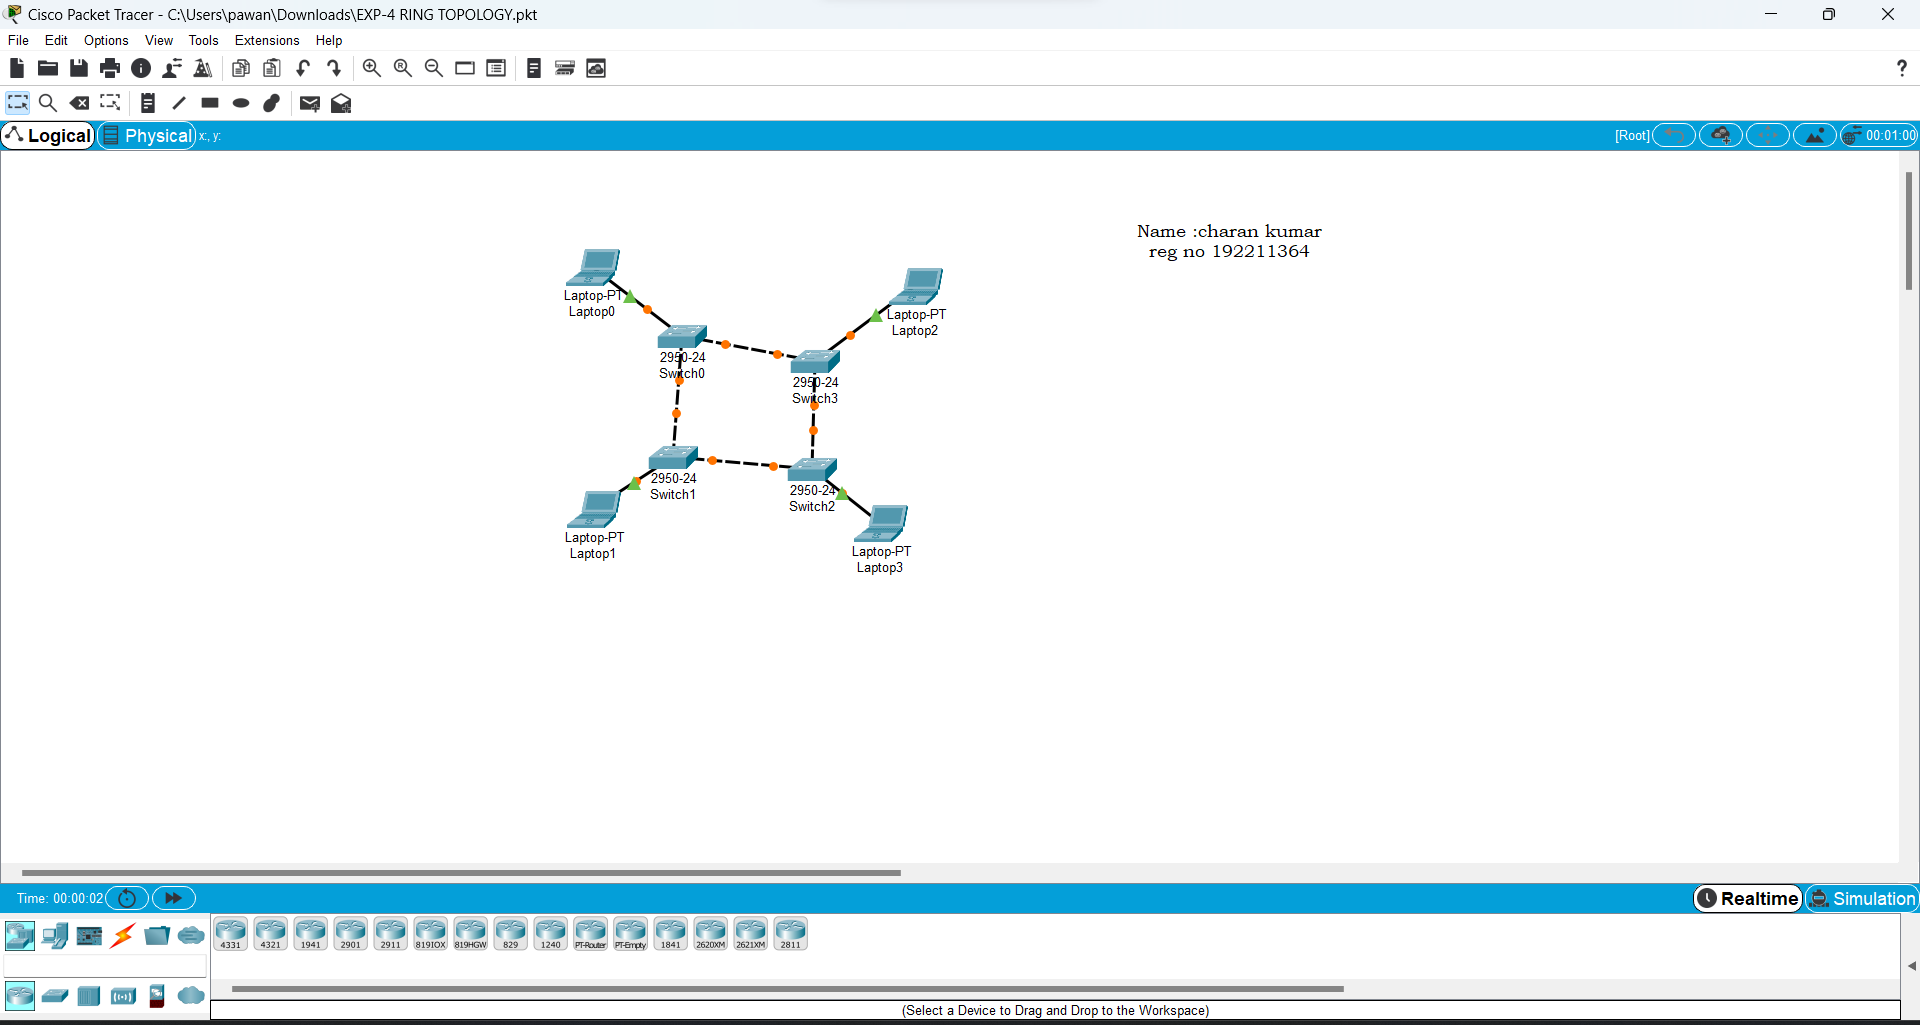 Cisco Packet Tracer - C:\Users\pawan\Downloads\EXP-4 RING TOPOLOGY.pkt
File Edit Options View Tools Extensions Help
?
Logical Physical x:, y: [Root] 00:01:00
Name :charan kumar
reg no 192211364
Laptop-PT
Laptop0
Laptop-PT
Laptop2
2950-24
Switch0
2950-24
Switch3
2950-24
Switch1
2950-24
Switch2
Laptop-PT
Laptop1
Laptop-PT
Laptop3
Time: 00:00:02 Realtime Simulation
4331 4321 1941 2901 2911 819IOX 819HGW 829 1240 PT-Router PT-Empty 1841 2620XM 2621XM 2811
(Select a Device to Drag and Drop to the Workspace)